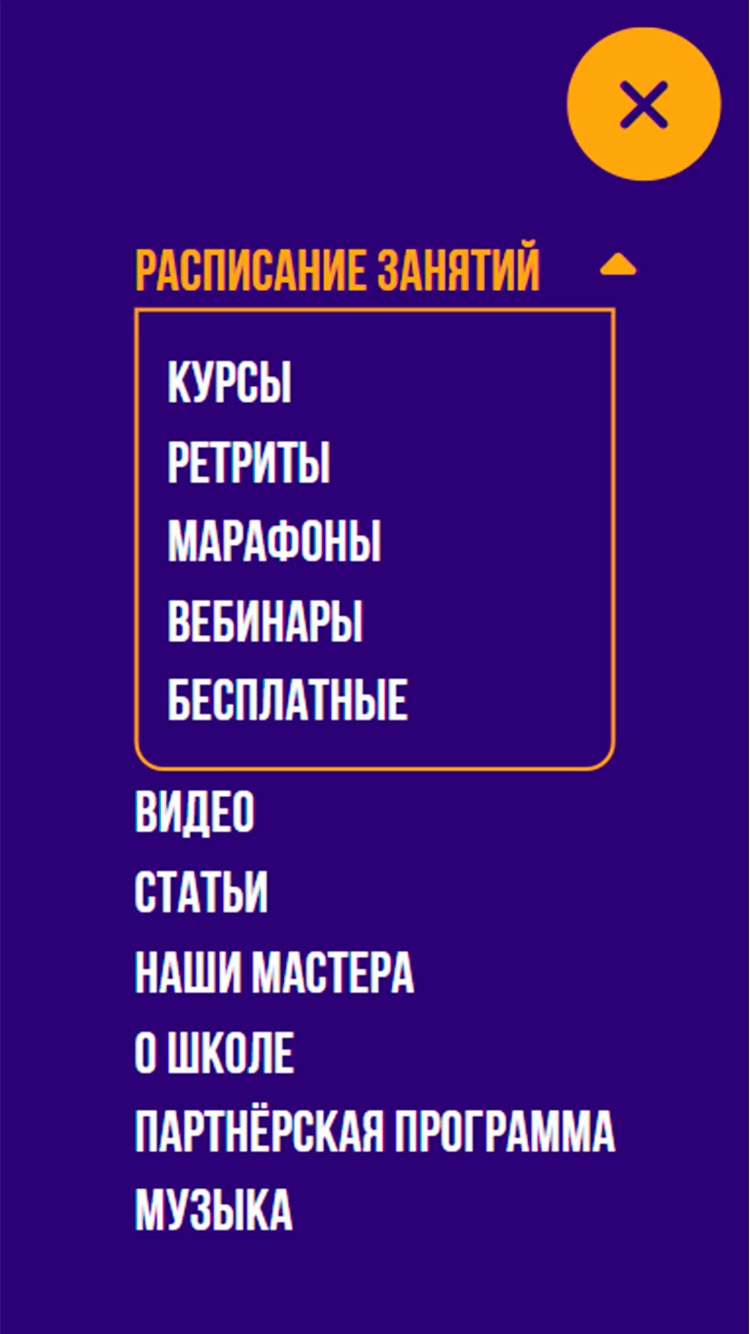 РАСПИСАНИЕ ЗАНЯТИЙ
КУРСЫ
РЕТРИТЫ
МАРАФОНЫ
ВЕБИНАРЫ
БЕСПЛАТНЫЕ
ВИДЕО
СТАТЬИ
НАШИ МАСТЕРА
О ШКОЛЕ
ПАРТНЁРСКАЯ ПРОГРАММА
МУЗЫКА